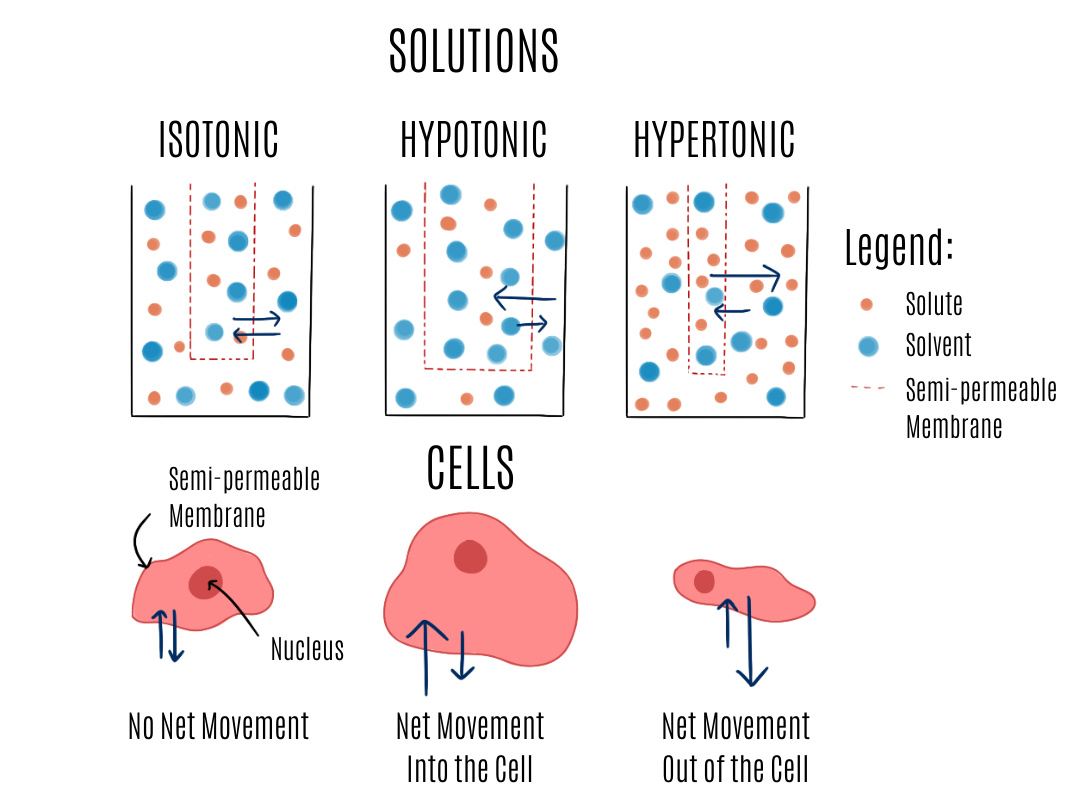 SOLUTIONS
ISOTONIC
HYPOTONIC
HYPERTONIC
Legend:
Solute
Solvent
Semi-permeable
Membrane
CELLS
Semi-permeable
Membrane
Nucleus
No Net Movement
Net Movement
Into the Cell
Net Movement
Out of the Cell